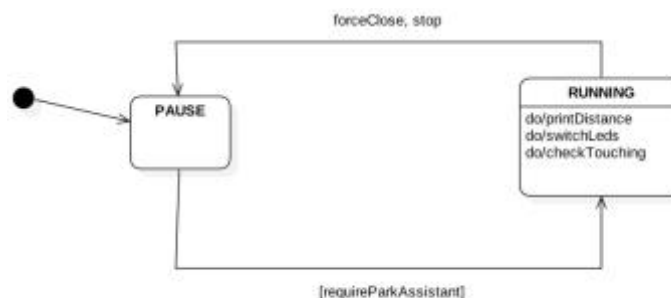 forceClose, stop
PAUSE
RUNNING
do/printDistance
do/switchLeds
do/checkTouching
[requireParkAssistant]